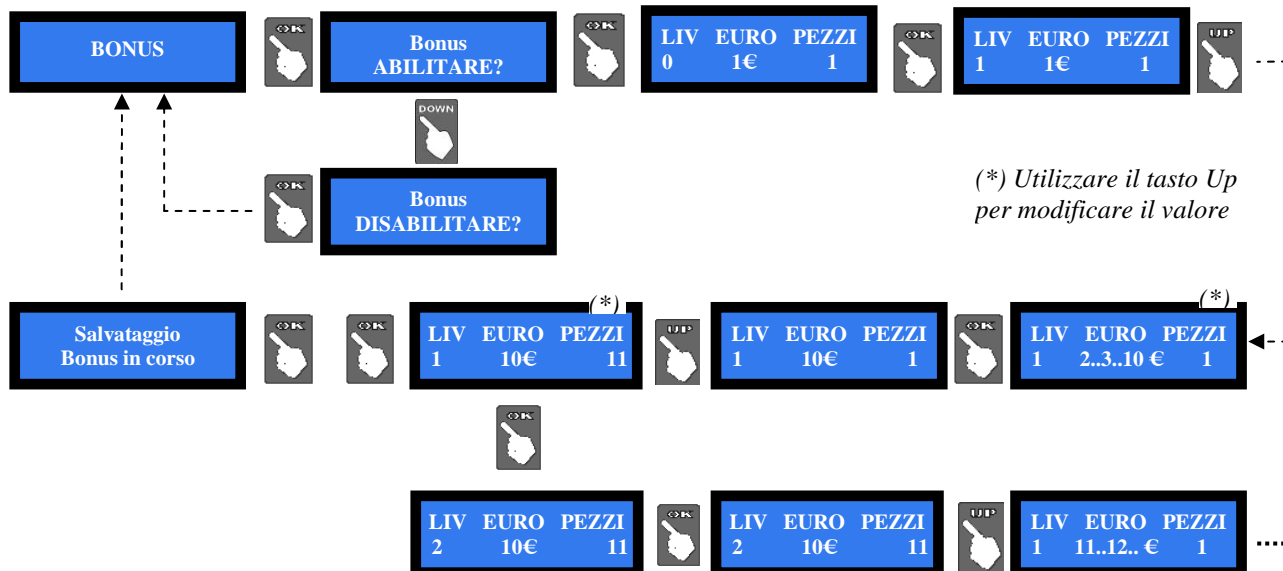 BONUS
OK
Bonus
ABILITARE?
OK
LIV EURO PEZZI
0 1€ 1
OK
LIV EURO PEZZI
1 1€ 1
UP
DOWN
OK
Bonus
DISABILITARE?
(*) Utilizzare il tasto Up
per modificare il valore
Salvataggio
Bonus in corso
OK
OK
(*)
LIV EURO PEZZI
1 10€ 11
UP
LIV EURO PEZZI
1 10€ 1
OK
(*)
LIV EURO PEZZI
1 2..3..10 € 1
OK
LIV EURO PEZZI
2 10€ 11
OK
LIV EURO PEZZI
2 10€ 11
UP
LIV EURO PEZZI
1 11..12.. € 1